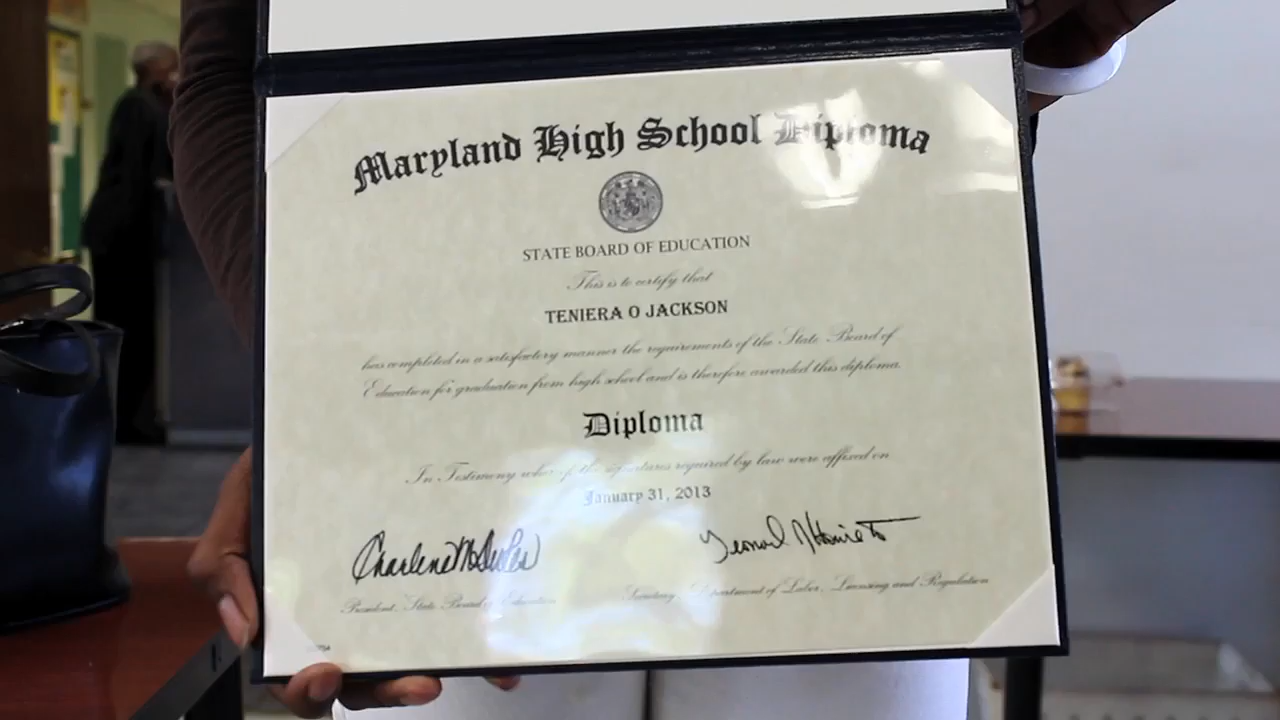 Maryland High School Diploma
STATE BOARD OF EDUCATION
This is to certify that
TENIERA O JACKSON
has completed in a satisfactory manner the requirements of the State Board of
Education for graduation from high school and is therefore awarded this diploma.
Diploma
In Testimony whereof the signatures required by law were affixed on
January 31, 2013
President, State Board of Education
Secretary, Department of Labor, Licensing and Regulation